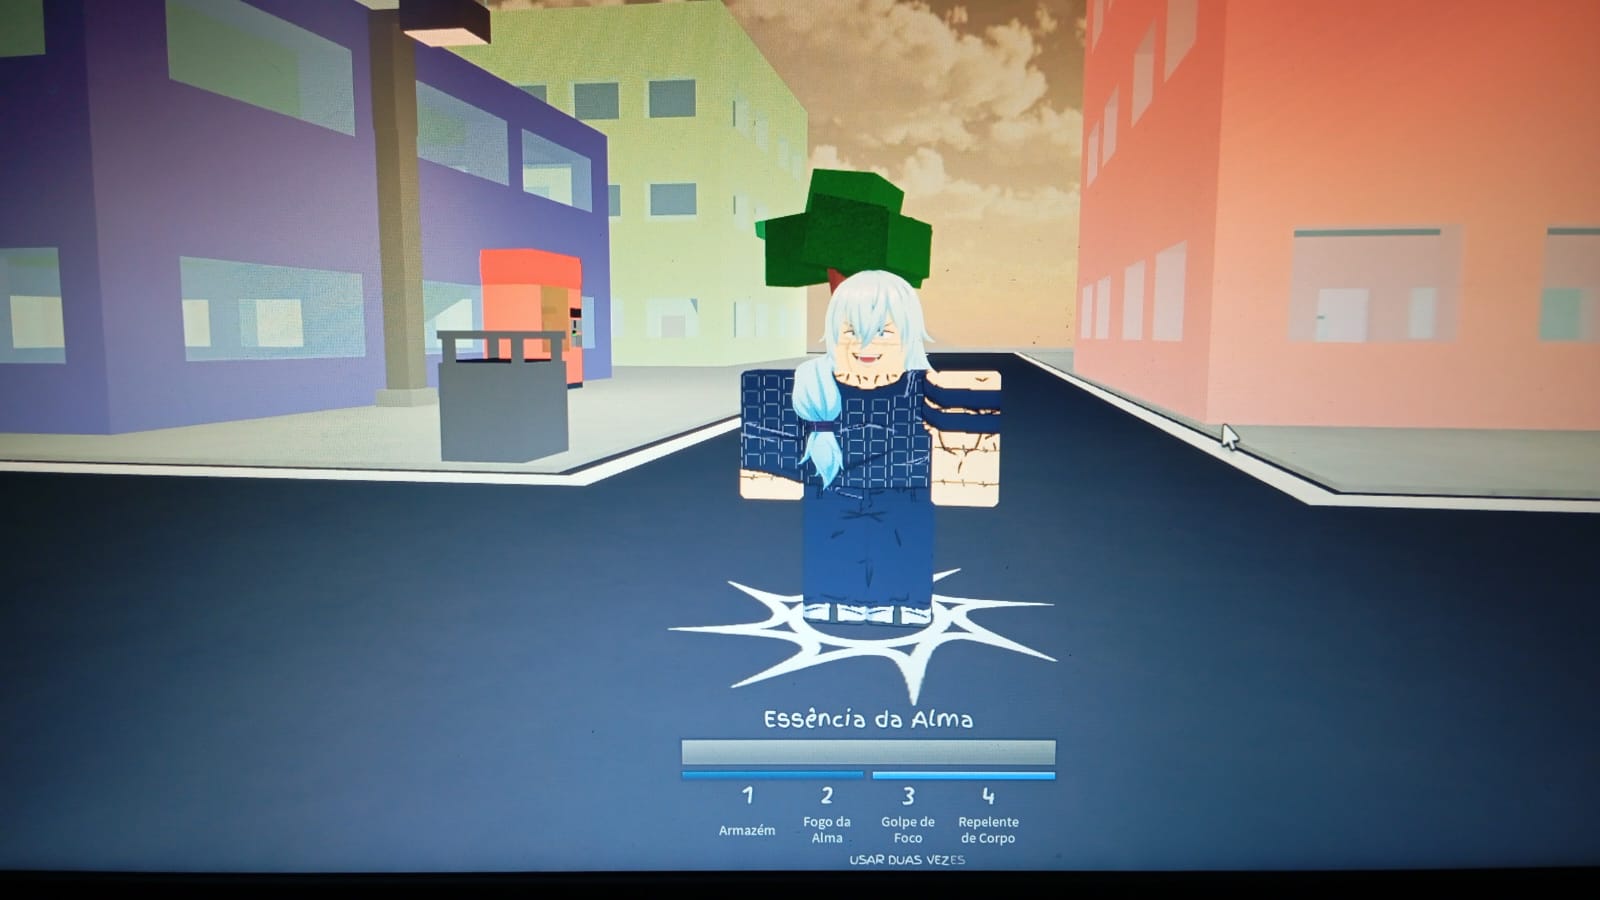 Essência da Alma
1 2 3 4
Armazém
Fogo da
Alma
Golpe de
Foco
Repelente
de Corpo
USAR DUAS VEZES